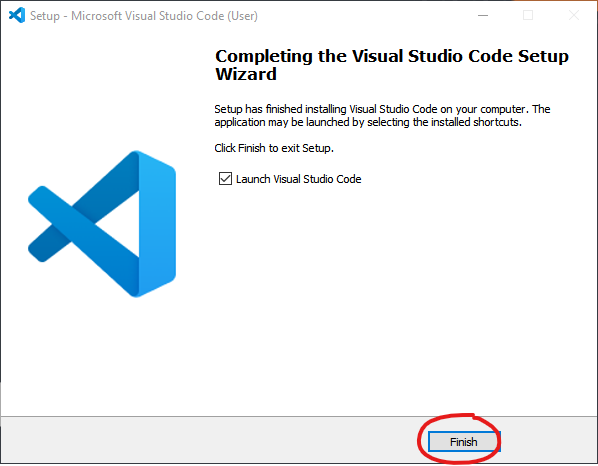 Setup - Microsoft Visual Studio Code (User)
Completing the Visual Studio Code Setup
Wizard
Setup has finished installing Visual Studio Code on your computer. The
application may be launched by selecting the installed shortcuts.
Click Finish to exit Setup.
Launch Visual Studio Code
Finish